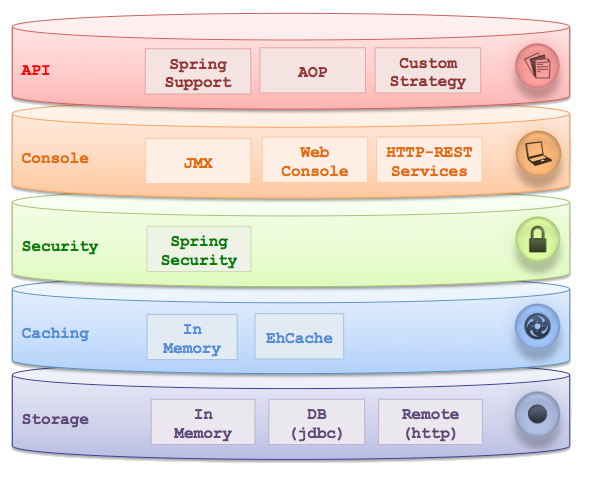 API
Spring
Support
AOP
Custom
Strategy
Console
JMX
Web
Console
HTTP-REST
Services
Security
Spring
Security
Caching
In
Memory
EhCache
Storage
In
Memory
DB
(jdbc)
Remote
(http)